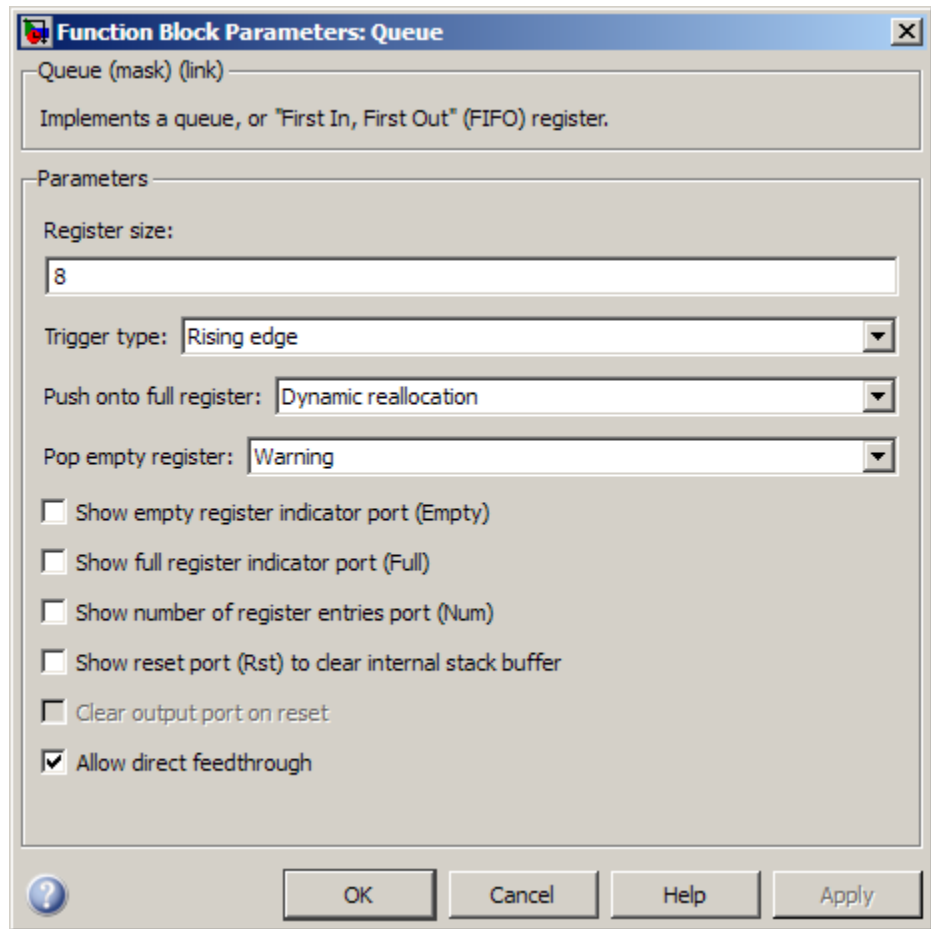 Function Block Parameters: Queue
Queue (mask) (link)
Implements a queue, or "First In, First Out" (FIFO) register.
Parameters
Register size:
8
Trigger type: Rising edge
Push onto full register: Dynamic reallocation
Pop empty register: Warning
Show empty register indicator port (Empty)
Show full register indicator port (Full)
Show number of register entries port (Num)
Show reset port (Rst) to clear internal stack buffer
Clear output port on reset
Allow direct feedthrough
? OK Cancel Help Apply